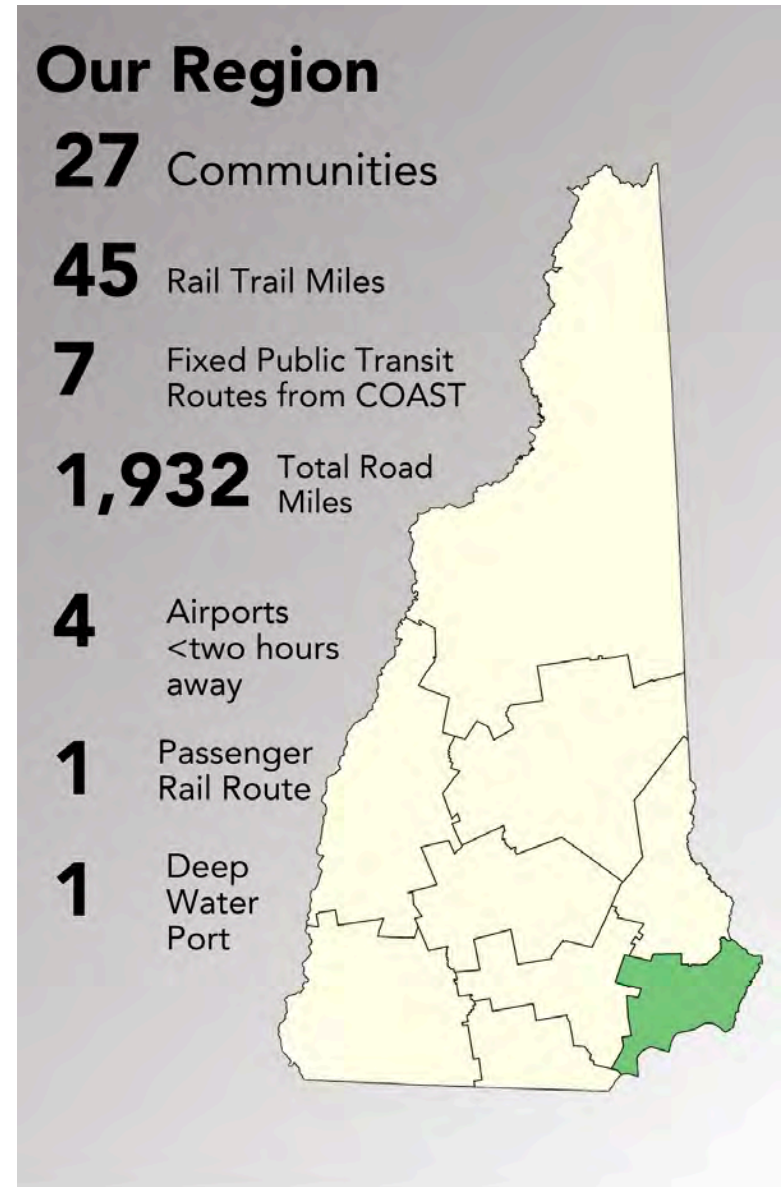 Our Region
27 Communities
45 Rail Trail Miles
7 Fixed Public Transit
Routes from COAST
1,932 Total Road
Miles
4 Airports
<two hours
away
1 Passenger
Rail Route
1 Deep
Water
Port